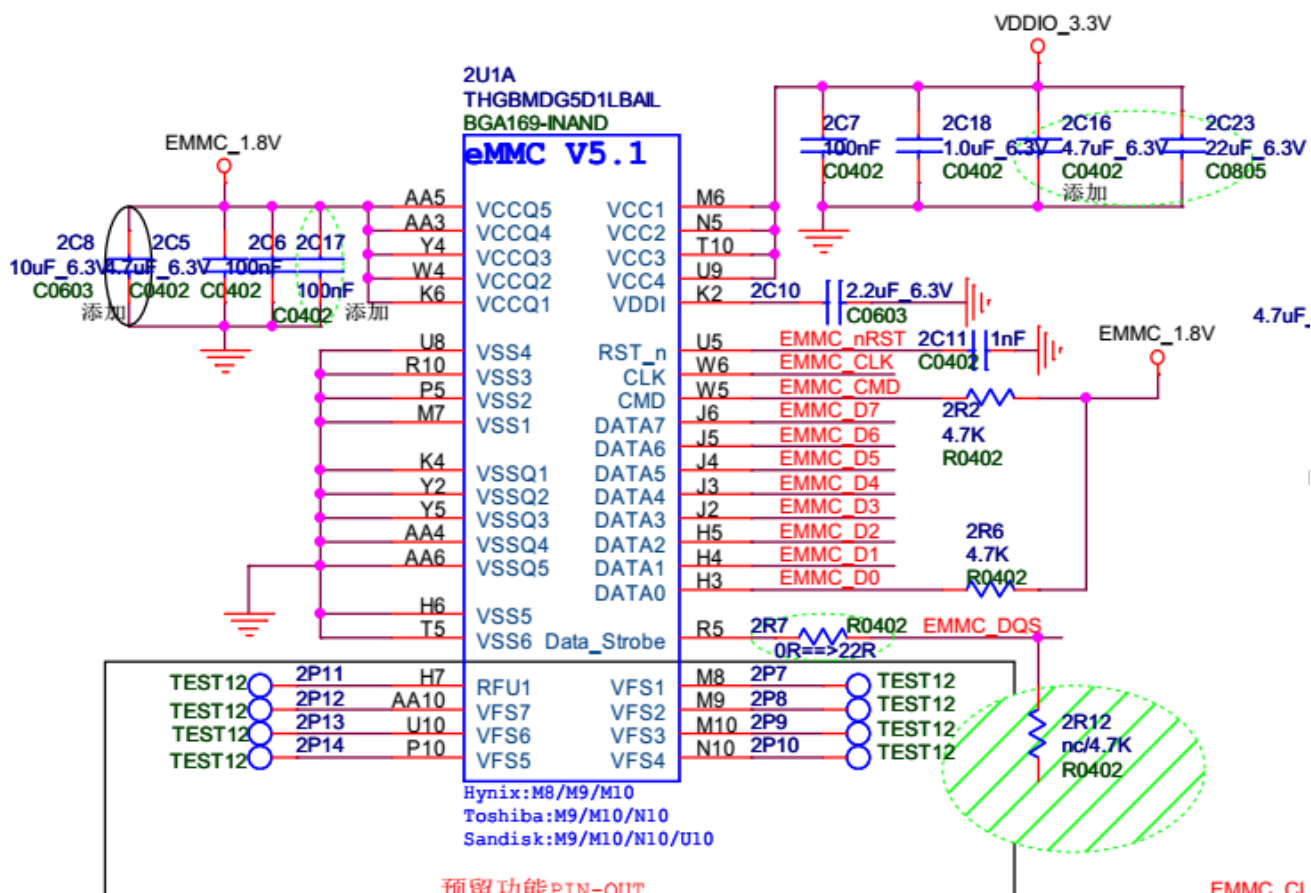 VDDIO_3.3V
2U1A
THGBMDG5D1LBAIL
BGA169-INAND
eMMC V5.1
EMMC_1.8V
2C7
100nF
C0402
2C18
1.0uF_6.3V
C0402
2C16
4.7uF_6.3V
C0402
添加
2C23
22uF_6.3V
C0805
2C8
10uF_6.3V
C0603
添加
2C5
4.7uF_6.3V
C0402
2C6
100nF
C0402
2C17
100nF
C0402
添加
AA5 VCCQ5 VCC1 M6
AA3 VCCQ4 VCC2 N5
Y4 VCCQ3 VCC3 T10
W4 VCCQ2 VCC4 U9
K6 VCCQ1 VDDI K2
2C10
2.2uF_6.3V
C0603
U8 VSS4 RST_n U5 EMMC_nRST
2C11
1nF
C0402
R10 VSS3 CLK W6 EMMC_CLK
P5 VSS2 CMD W5 EMMC_CMD
M7 VSS1 DATA7 J6 EMMC_D7
DATA6 J5 EMMC_D6
K4 VSSQ1 DATA5 J4 EMMC_D5
Y2 VSSQ2 DATA4 J3 EMMC_D4
Y5 VSSQ3 DATA3 J2 EMMC_D3
AA4 VSSQ4 DATA2 H5 EMMC_D2
AA6 VSSQ5 DATA1 H4 EMMC_D1
DATA0 H3 EMMC_D0
H6 VSS5
T5 VSS6 Data_Strobe R5
EMMC_1.8V
4.7uF_
2R2
4.7K
R0402
2R6
4.7K
R0402
2R7
R0402
0R==>22R
EMMC_DQS
2R12
nc/4.7K
R0402
TEST12 2P11 H7 RFU1 VFS1 M8 2P7 TEST12
TEST12 2P12 AA10 VFS7 VFS2 M9 2P8 TEST12
TEST12 2P13 U10 VFS6 VFS3 M10 2P9 TEST12
TEST12 2P14 P10 VFS5 VFS4 N10 2P10 TEST12
Hynix:M8/M9/M10
Toshiba:M9/M10/N10
Sandisk:M9/M10/N10/U10
预留功能PIN-OUT
EMMC_CL